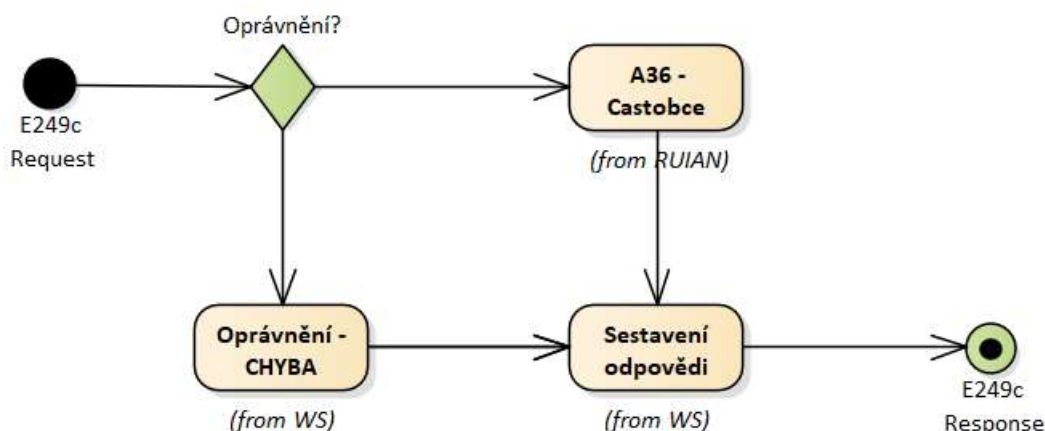 Oprávnění?
E249c
Request
A36 -
Castobce
(from RUIAN)
Oprávnění -
CHYBA
(from WS)
Sestavení
odpovědi
(from WS)
E249c
Response